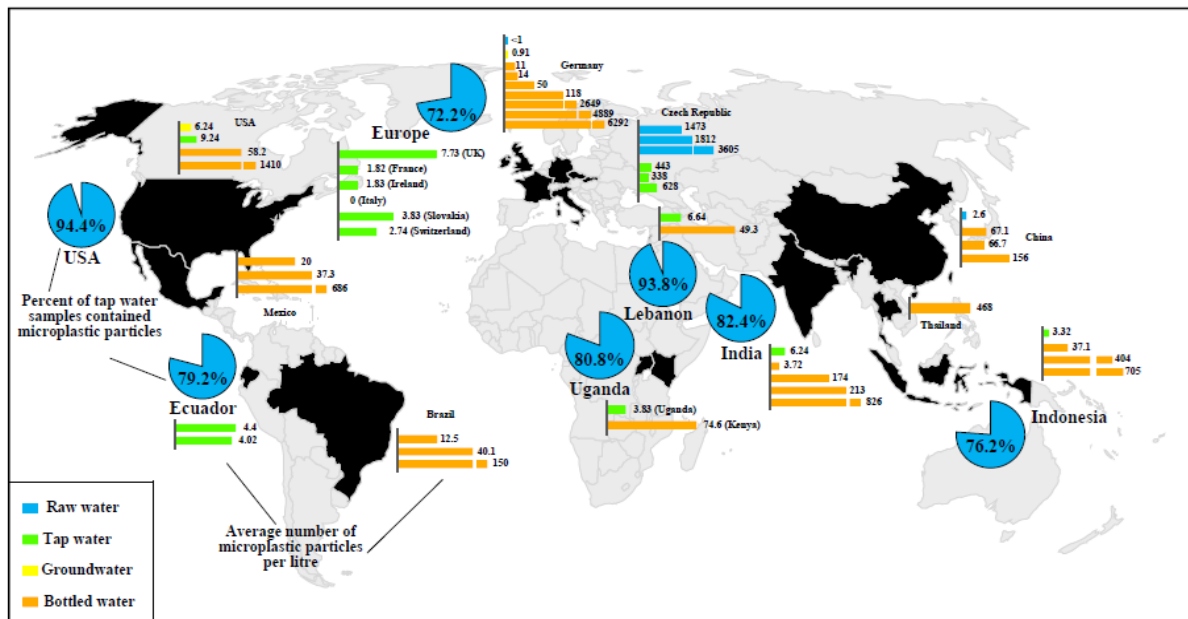 <1
0.91
11
14
50
118
2649
4889
6292
Germany
72.2%
Europe
USA
6.24
9.24
58.2
1410
Czech Republic
1473
1812
3605
443
338
628
7.73 (UK)
1.82 (France)
1.83 (Ireland)
0 (Italy)
3.83 (Slovakia)
2.74 (Switzerland)
94.4%
USA
6.64
49.3
93.8%
Lebanon
2.6
67.1
66.7
156
China
20
37.3
686
Mexico
Percent of tap water
samples contained
microplastic particles
82.4%
India
468
Thailand
80.8%
Uganda
6.24
3.72
174
213
826
3.32
37.1
404
705
79.2%
Ecuador
4.4
4.02
3.83 (Uganda)
74.6 (Kenya)
Brazil
12.5
40.1
150
76.2%
Indonesia
Average number of
microplastic particles
per litre
Raw water
Tap water
Groundwater
Bottled water